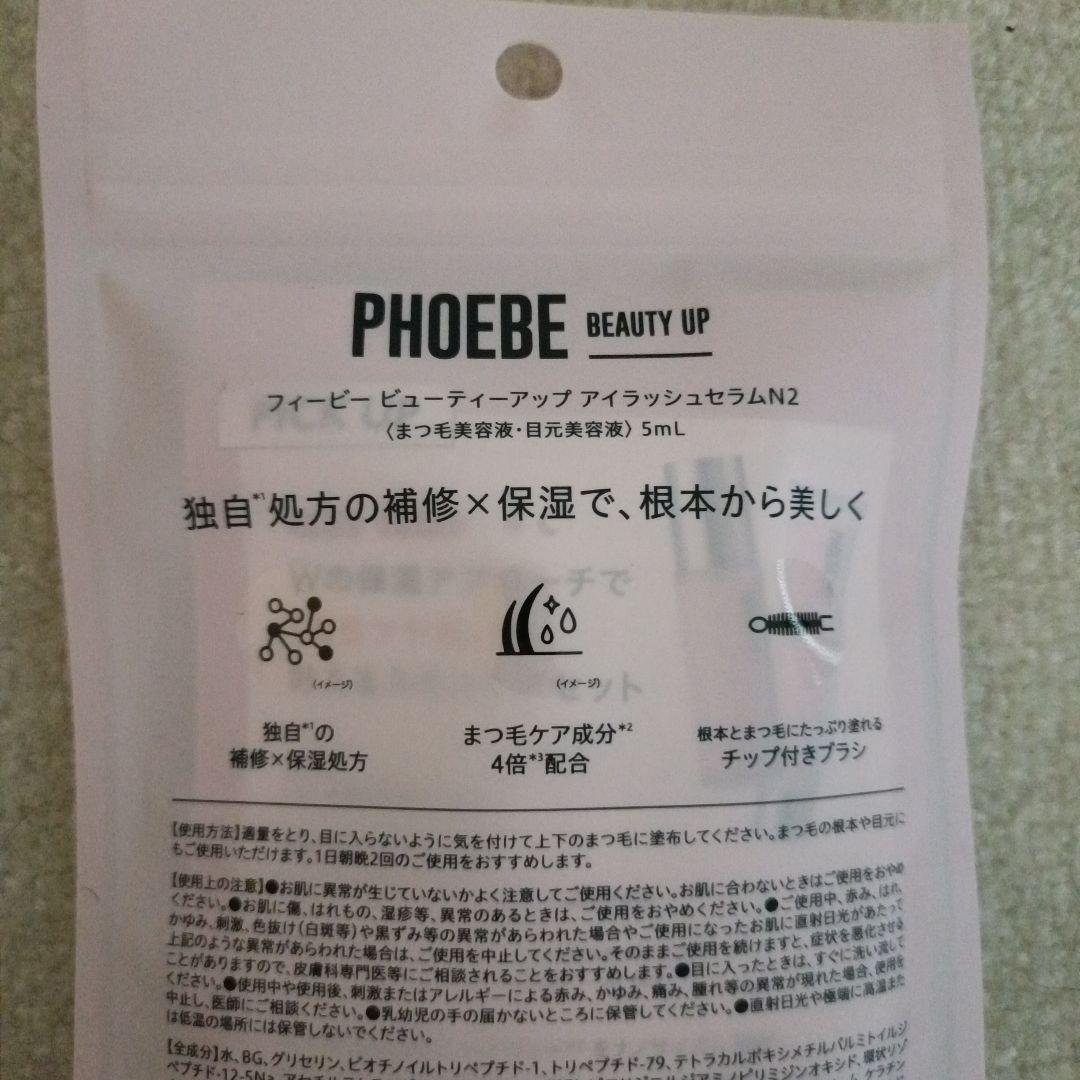 PHOEBE BEAUTY UP
フィービー ビューティーアップ アイラッシュセラムN2
〈まつ毛美容液・目元美容液〉 5mL
独自*1処方の補修×保湿で、根本から美しく
(イメージ)
(イメージ)
独自*1の
補修×保湿処方
まつ毛ケア成分*2
4倍*3配合
根本とまつ毛にたっぷり塗れる
チップ付きブラシ
【使用方法】適量をとり、目に入らないように気を付けて上下のまつ毛に塗布してください。まつ毛の根本や目元に
もご使用いただけます。1日朝晩2回のご使用をおすすめします。
【使用上の注意】●お肌に異常が生じていないかよく注意してご使用ください。お肌に合わないときはご使用をおやめ
ください。●お肌に傷、はれもの、湿疹等、異常のあるときは、ご使用をおやめください。●ご使用中、赤み、はれ、
かゆみ、刺激、色抜け(白斑等)や黒ずみ等の異常があらわれた場合やご使用になったお肌に直射日光があたって
上記のような異常があらわれた場合は、ご使用を中止してください。そのままご使用を続けますと、症状を悪化させる
ことがありますので、皮膚科専門医等にご相談されることをおすすめします。●目に入ったときは、すぐに洗い流して
ください。●使用中や使用後、刺激またはアレルギーによる赤み、かゆみ、痛み、腫れ等の異常が現れた場合、使用を
中止し、医師にご相談ください。●乳幼児の手の届かないところに保管してください。●直射日光や極端に高温また
は低温の場所には保管しないでください。
【全成分】水、BG、グリセリン、ビオチノイルトリペプチド-1、トリペプチド-79、テトラカルボキシメチルパルミトイルジ
ペプチド-12-5Na、
ジアミノピリミジンオキシド、環状リゾ
ケラチン